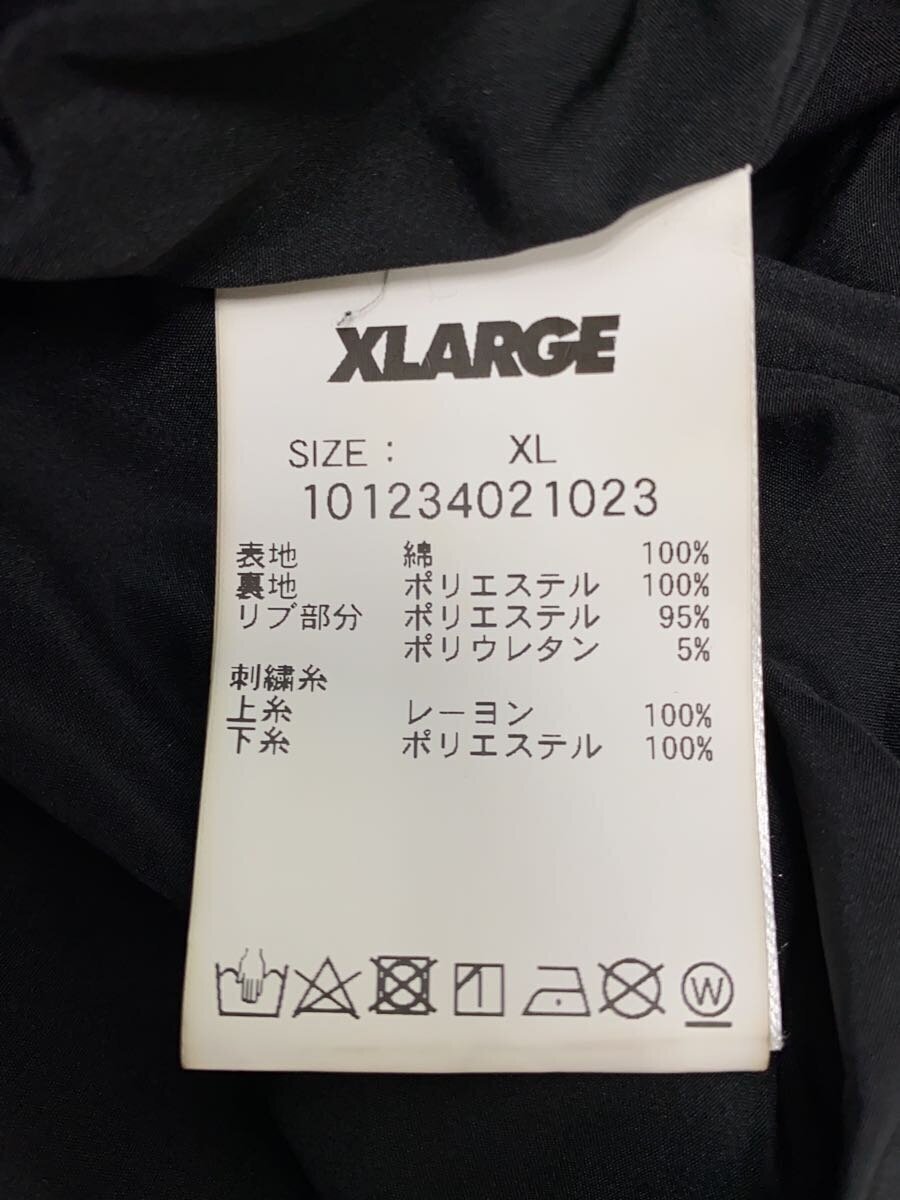 XLARGE
SIZE : XL
101234021023
表地 綿 100%
裏地 ポリエステル 100%
リブ部分 ポリエステル 95%
ポリウレタン 5%
刺繍糸
上糸 レーヨン 100%
下糸 ポリエステル 100%
W